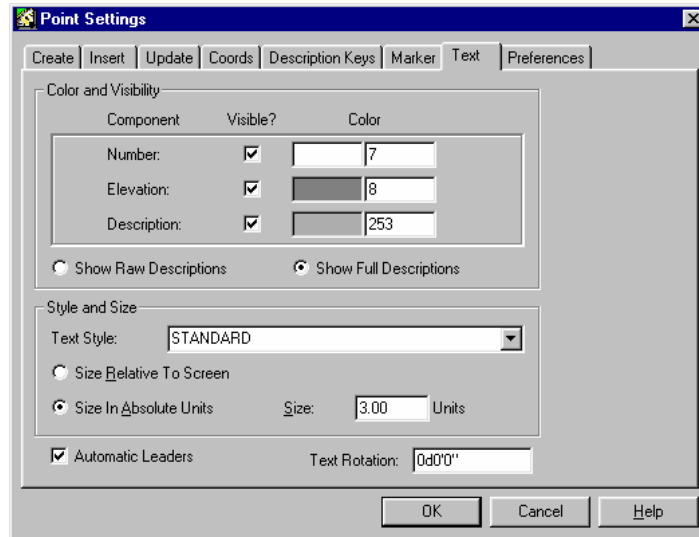 Point Settings
Create Insert Update Coords Description Keys Marker Text Preferences
Color and Visibility
Component Visible? Color
Number: 7
Elevation: 8
Description: 253
Show Raw Descriptions Show Full Descriptions
Style and Size
Text Style: STANDARD
Size Relative To Screen
Size In Absolute Units Size: 3.00 Units
Automatic Leaders Text Rotation: 0d0'0"
OK Cancel Help